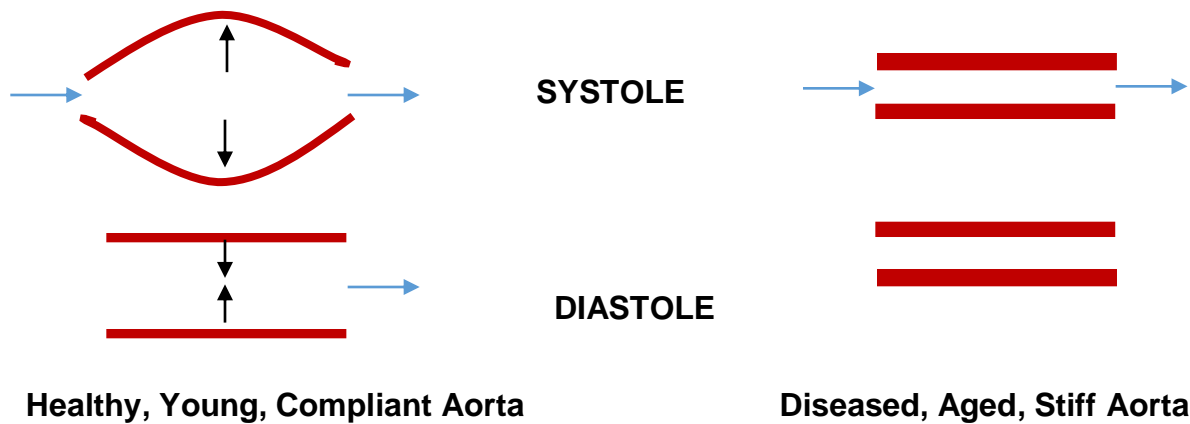 SYSTOLE
DIASTOLE
Healthy, Young, Compliant Aorta
Diseased, Aged, Stiff Aorta